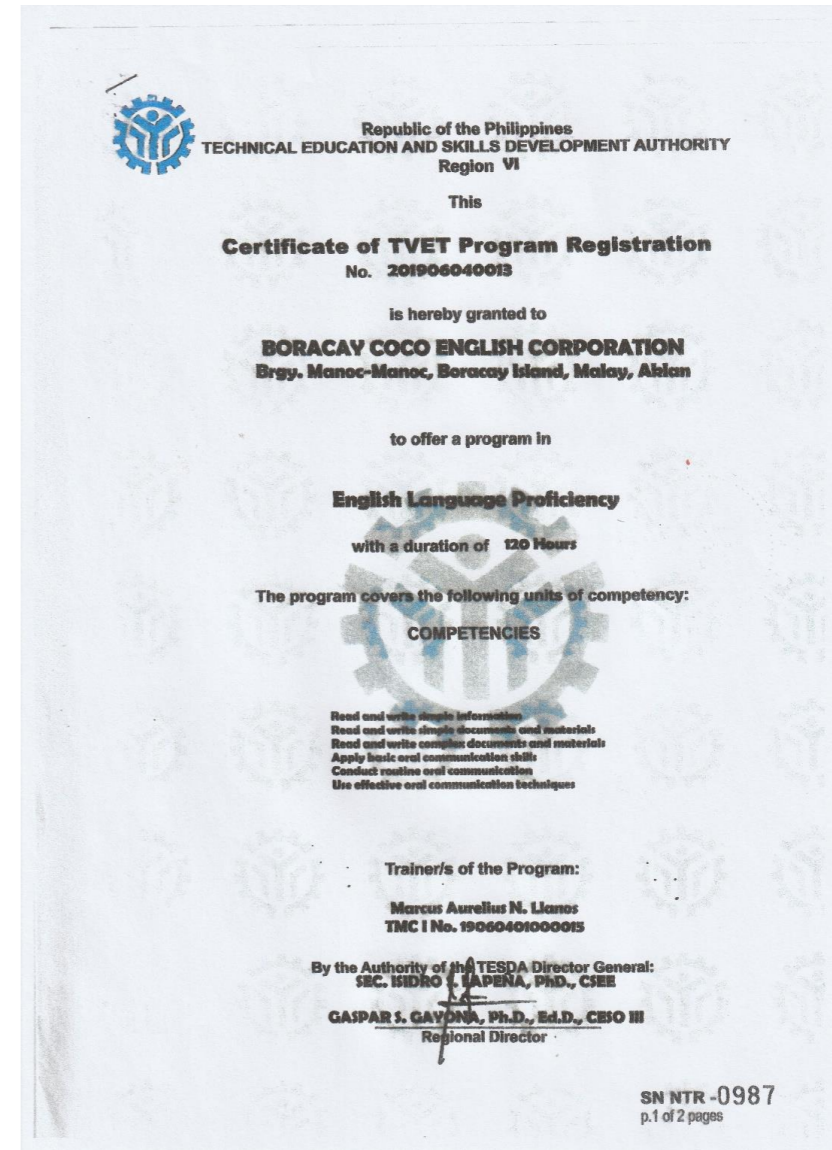 Republic of the Philippines
TECHNICAL EDUCATION AND SKILLS DEVELOPMENT AUTHORITY
Region VI
This
Certificate of TVET Program Registration
No. 201906040013
is hereby granted to
BORACAY COCO ENGLISH CORPORATION
Brgy. Manoc-Manoc, Boracay Island, Malay, Aklan
to offer a program in
English Language Proficiency
with a duration of 120 Hours
The program covers the following units of competency:
COMPETENCIES
Read and write simple information
Read and write simple documents and materials
Read and write complex documents and materials
Apply basic oral communication skills
Conduct routine oral communication
Use effective oral communication techniques
Trainer/s of the Program:
Marcus Aurelius N. Llanos
TMC I No. 19060401000015
By the Authority of the TESDA Director General:
SEC. ISIDRO S. LAPEÑA, PhD., CSEE
GASPAR S. GAYONA, Ph.D., Ed.D., CESO III
Regional Director
SN NTR -0987
p.1 of 2 pages